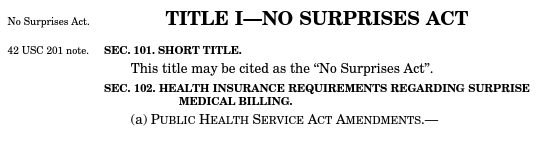 No Surprises Act.
TITLE I—NO SURPRISES ACT
42 USC 201 note.
SEC. 101. SHORT TITLE.
This title may be cited as the “No Surprises Act”.
SEC. 102. HEALTH INSURANCE REQUIREMENTS REGARDING SURPRISE
MEDICAL BILLING.
(a) PUBLIC HEALTH SERVICE ACT AMENDMENTS.—